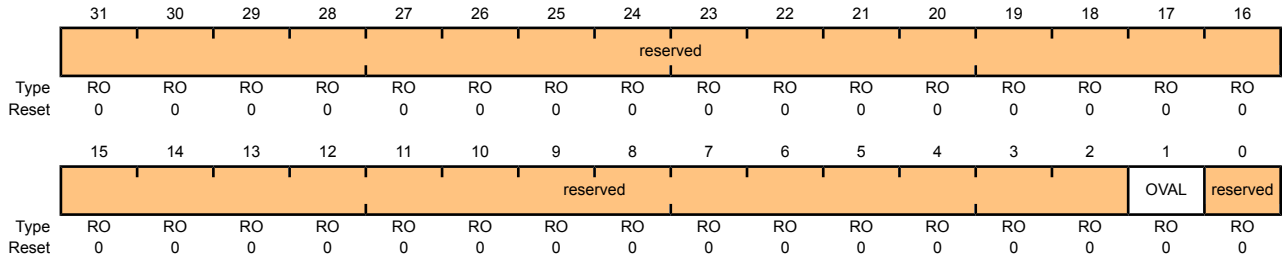 31 30 29 28 27 26 25 24 23 22 21 20 19 18 17 16
reserved
Type RO RO RO RO RO RO RO RO RO RO RO RO RO RO RO RO
Reset 0 0 0 0 0 0 0 0 0 0 0 0 0 0 0 0
15 14 13 12 11 10 9 8 7 6 5 4 3 2 1 0
reserved OVAL reserved
Type RO RO RO RO RO RO RO RO RO RO RO RO RO RO RO RO
Reset 0 0 0 0 0 0 0 0 0 0 0 0 0 0 0 0